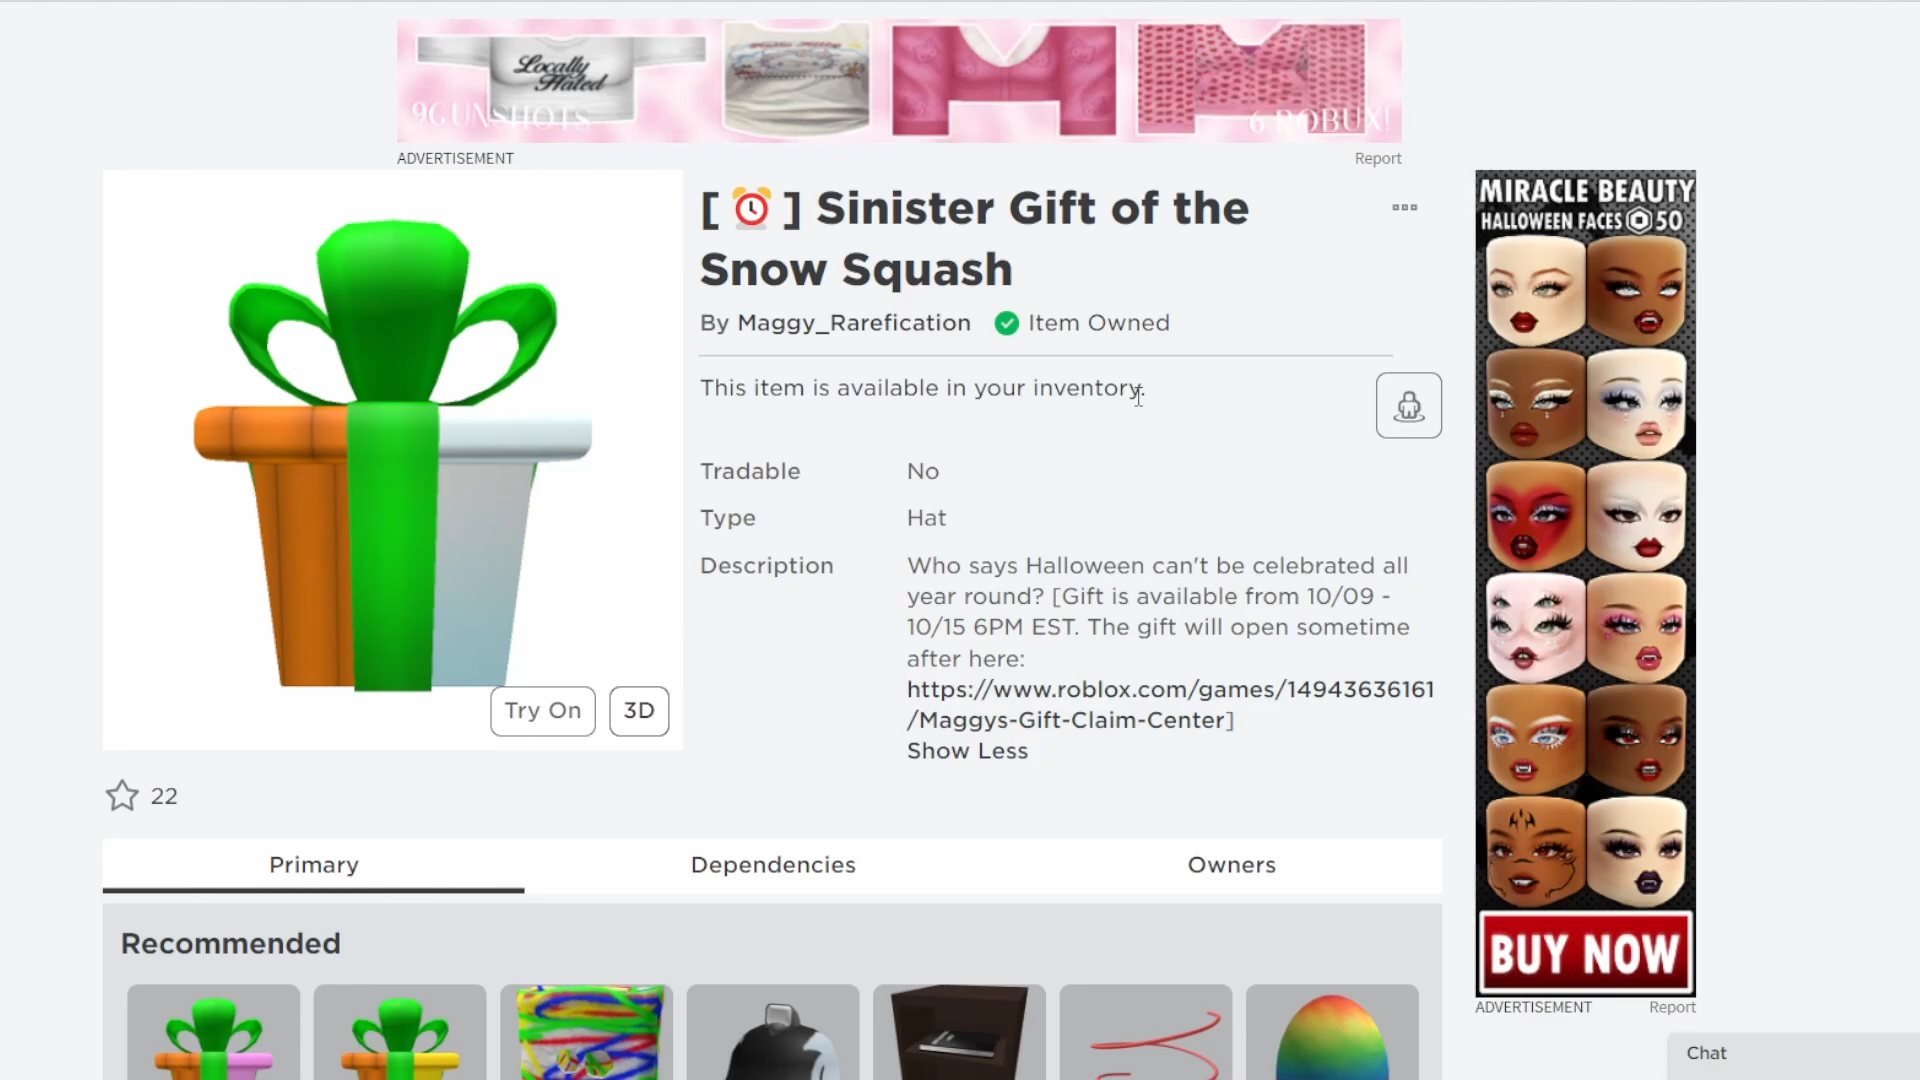 Locally
Hated
9GUNSHOTS
6 ROBUX!
ADVERTISEMENT
Report
[ ⏰ ] Sinister Gift of the
Snow Squash
By Maggy_Rarefication
Item Owned
This item is available in your inventory.
Tradable No
Type Hat
Description Who says Halloween can't be celebrated all
year round? [Gift is available from 10/09 -
10/15 6PM EST. The gift will open sometime
after here:
https://www.roblox.com/games/14943636161
/Maggys-Gift-Claim-Center]
Show Less
Try On
3D
22
Primary
Dependencies
Owners
Recommended
MIRACLE BEAUTY
HALLOWEEN FACES 50
BUY NOW
ADVERTISEMENT
Report
Chat